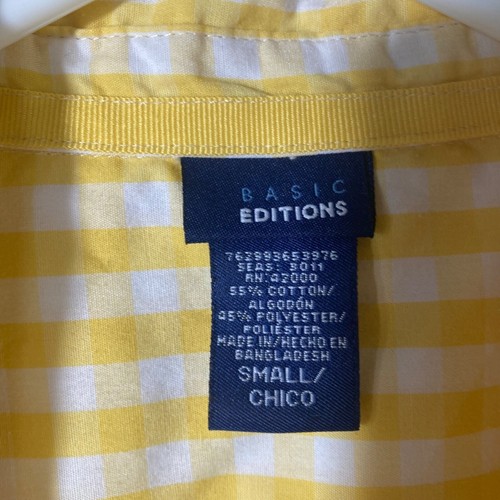 BASIC
EDITIONS
762993653976
SEAS: 3011
RN:42000
55% COTTON/
ALGODÓN
45% POLYESTER/
POLIÉSTER
MADE IN/HECHO EN
BANGLADESH
SMALL/
CHICO